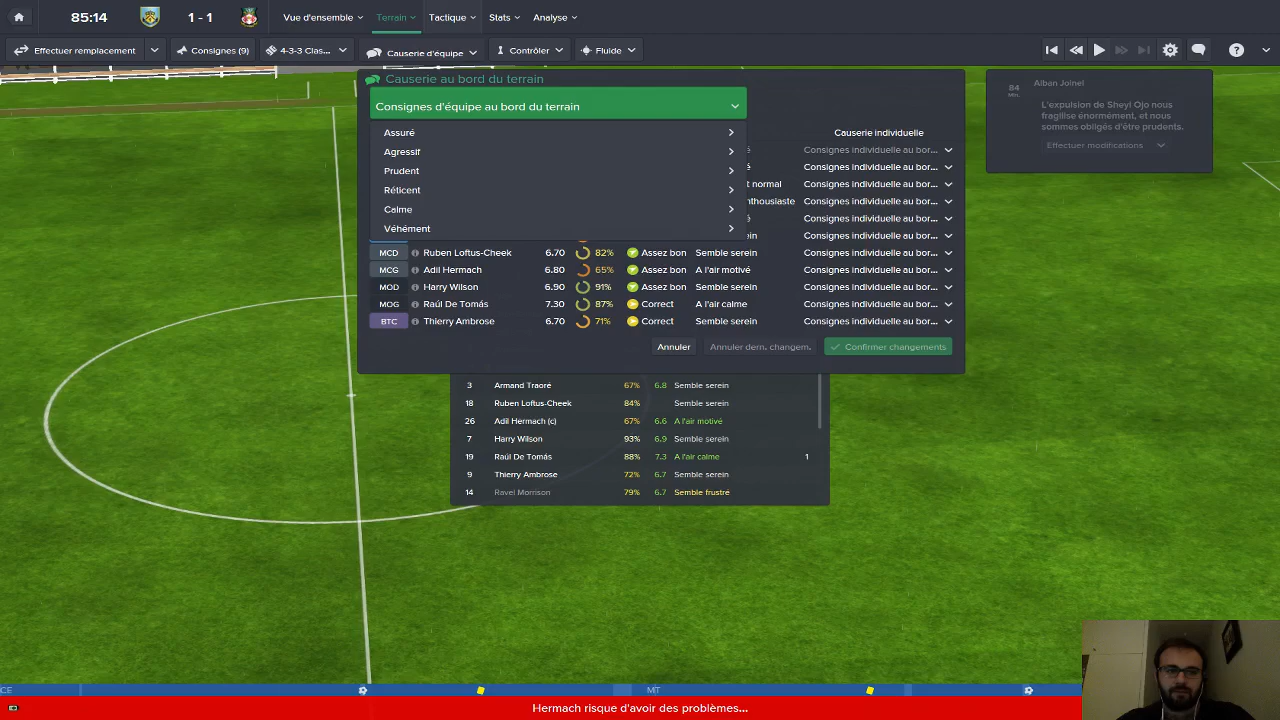 85:14 1 - 1 Vue d'ensemble Terrain Tactique Stats Analyse
Effectuer remplacement Consignes (9) 4-3-3 Clas... Causerie d'équipe Contrôler Fluide
Causerie au bord du terrain
Consignes d'équipe au bord du terrain
Assuré
Agressif
Prudent
Réticent
Calme
Véhément
Causerie individuelle
Consignes individuelle au bor...
t normal Consignes individuelle au bor...
Consignes individuelle au bor...
nthousiaste Consignes individuelle au bor...
Consignes individuelle au bor...
ein Consignes individuelle au bor...
MCD Ruben Loftus-Cheek 6.70 82% Assez bon Semble serein Consignes individuelle au bor...
MCG Adil Hermach 6.80 65% Assez bon A l'air motivé Consignes individuelle au bor...
MOD Harry Wilson 6.90 91% Assez bon Semble serein Consignes individuelle au bor...
MOG Raúl De Tomás 7.30 87% Correct A l'air calme Consignes individuelle au bor...
BTC Thierry Ambrose 6.70 71% Correct Semble serein Consignes individuelle au bor...
Annuler Annuler dern. changem. Confirmer changements
3 Armand Traoré 67% 6.8 Semble serein
18 Ruben Loftus-Cheek 84% Semble serein
26 Adil Hermach (c) 67% 6.6 A l'air motivé
7 Harry Wilson 93% 6.9 Semble serein
19 Raúl De Tomás 88% 7.3 A l'air calme 1
9 Thierry Ambrose 72% 6.7 Semble serein
14 Ravel Morrison 79% 6.7 Semble frustré
Alban Joinel
84
MIN.
L'expulsion de Sheyi Ojo nous
fragilise énormément, et nous
sommes obligés d'être prudents.
Effectuer modifications
CE MT
Hermach risque d'avoir des problèmes...